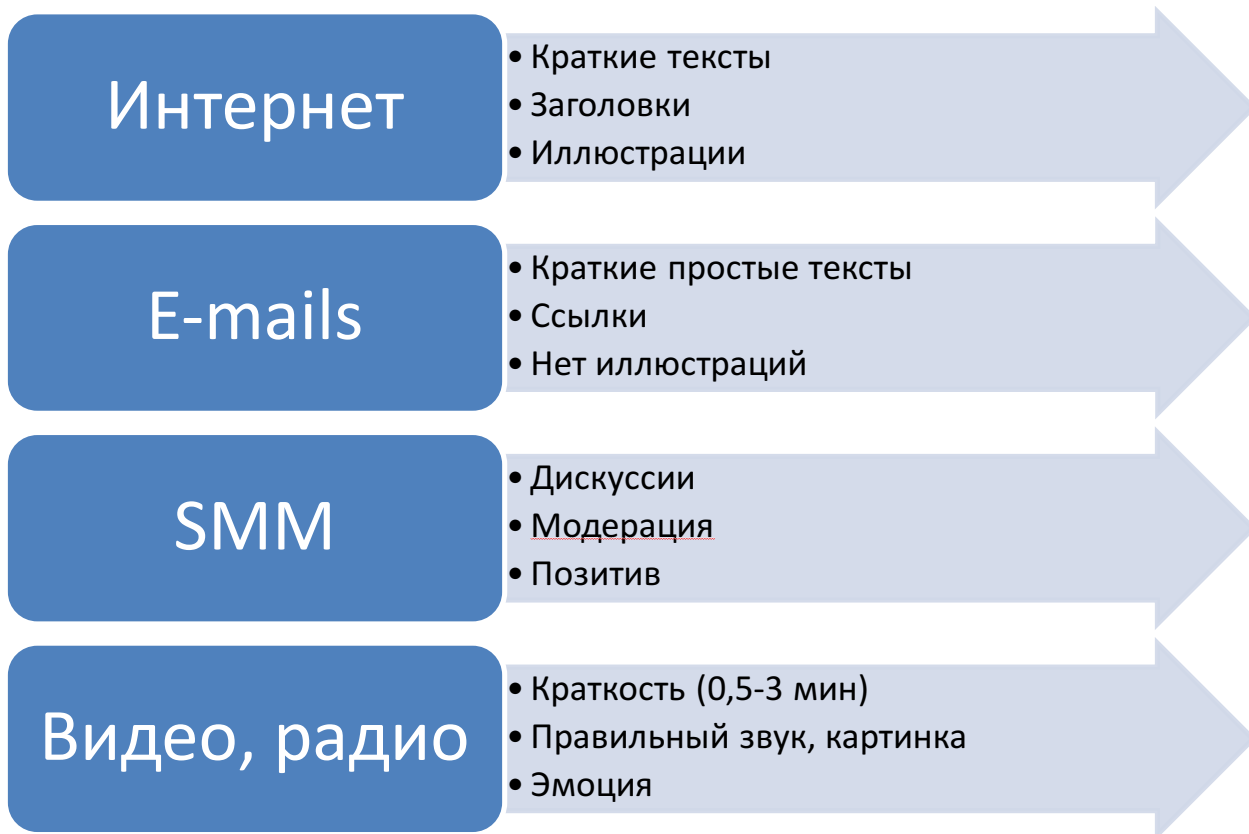 Интернет
• Краткие тексты
• Заголовки
• Иллюстрации
E-mails
• Краткие простые тексты
• Ссылки
• Нет иллюстраций
SMM
• Дискуссии
• Модерация
• Позитив
Видео, радио
• Краткость (0,5-3 мин)
• Правильный звук, картинка
• Эмоция